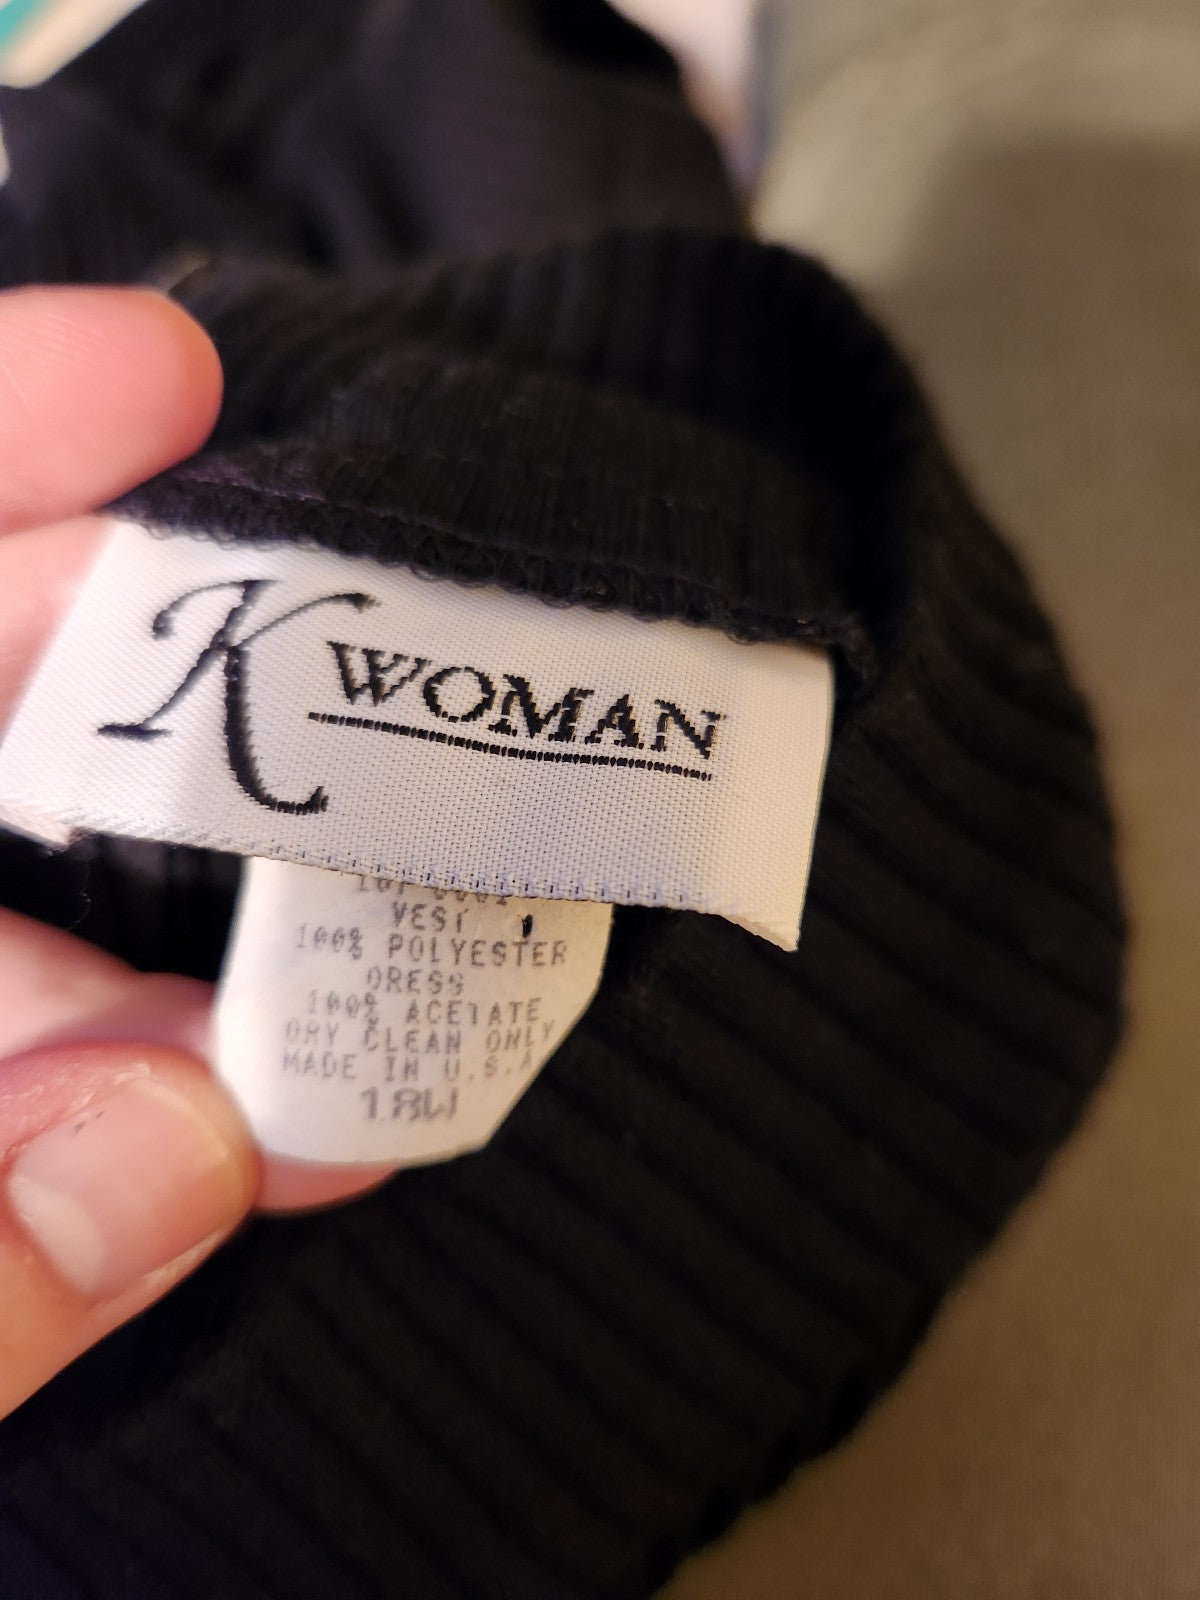 K WOMAN
VEST
100% POLYESTER
DRESS
100% ACETATE
DRY CLEAN ONLY
MADE IN U.S.A
18W